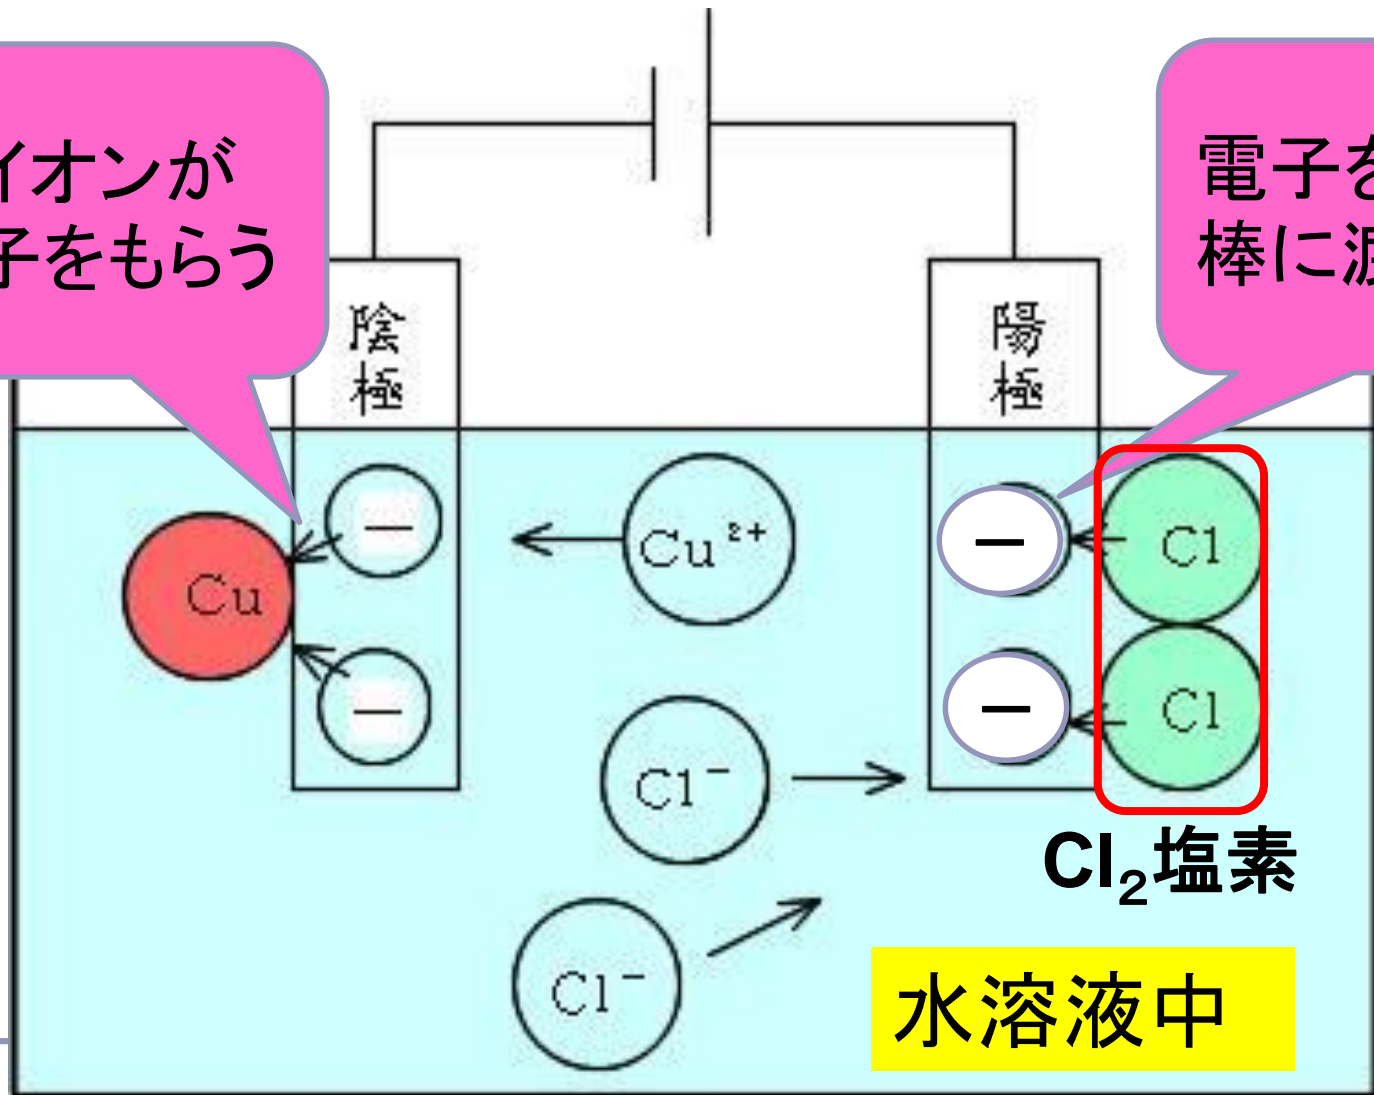 イオンが
子をもらう
電子を
棒に
陰
極
陽
極
－
－
－
－
Cu
Cu²⁺
Cl
Cl
Cl⁻
Cl⁻
Cl₂塩素
水溶液中